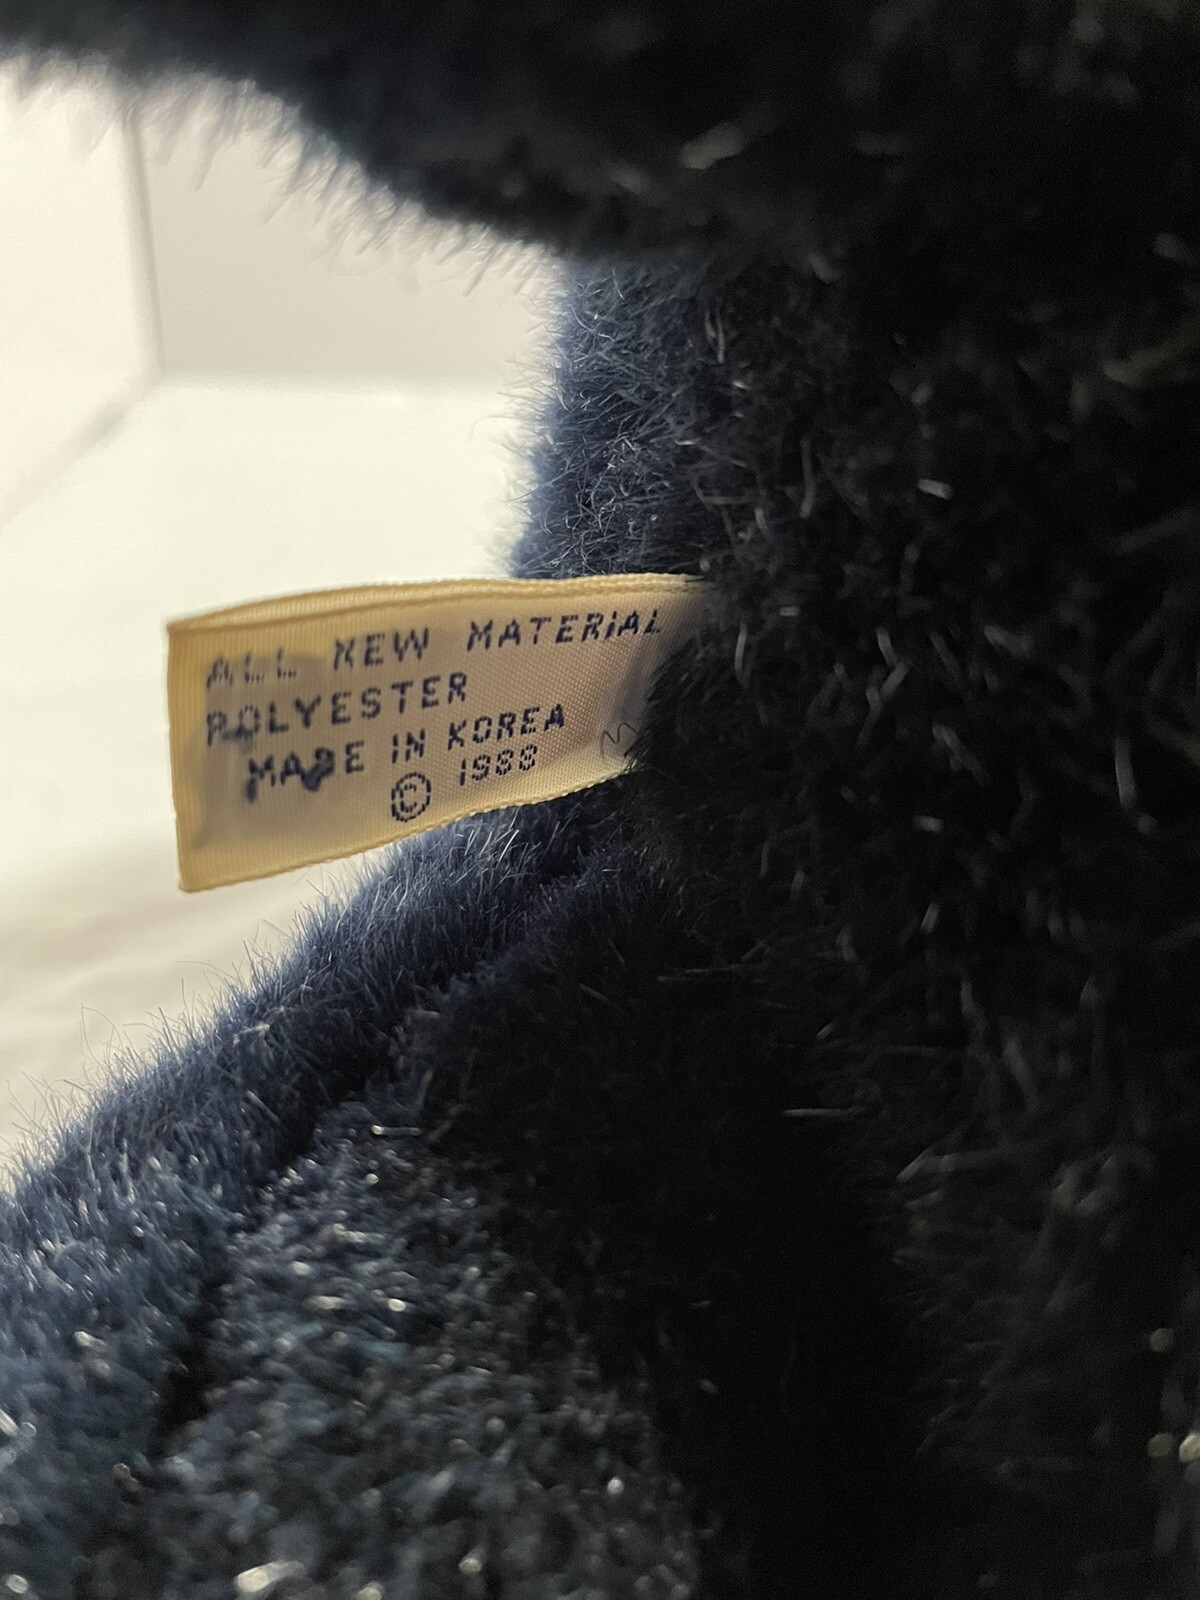 ALL NEW MATERIAL
POLYESTER
MADE IN KOREA
© 1988